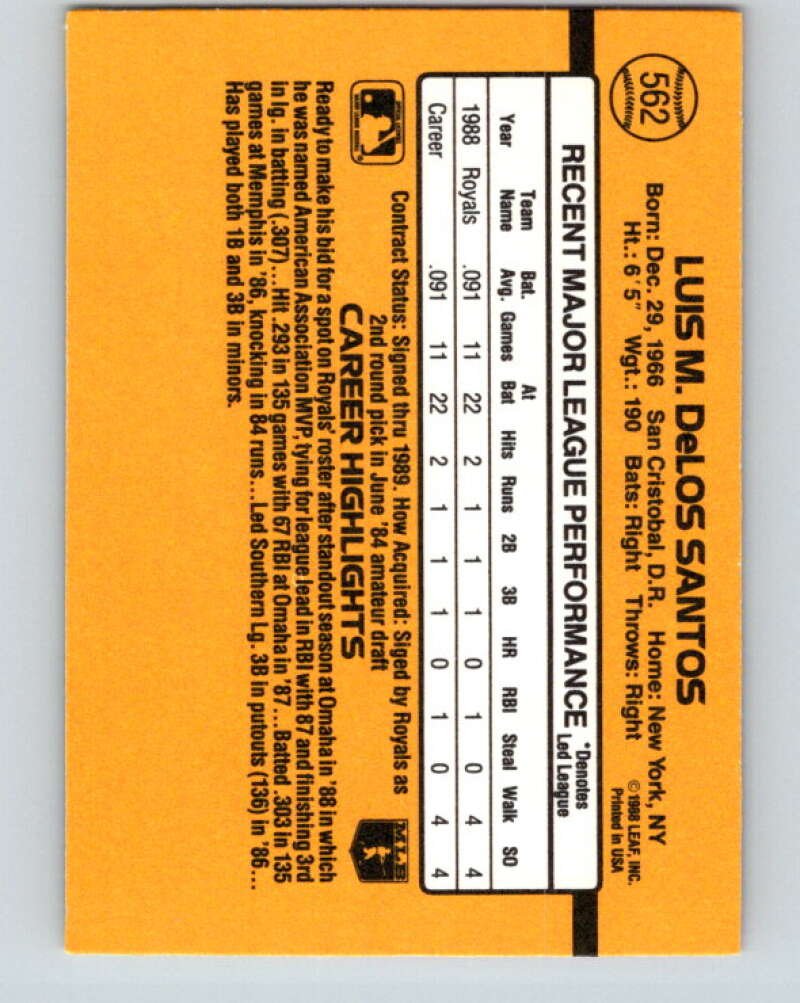 562
LUIS M. DeLOS SANTOS
Born: Dec. 29, 1966 San Cristobal, D.R. Home: New York, NY
Ht.: 6'5" Wgt.: 190 Bats: Right Throws: Right
© 1988 LEAF, INC.
Printed in USA
RECENT MAJOR LEAGUE PERFORMANCE
*Denotes
Led League
Year Team Name Bat. Avg. Games At Bat Hits Runs 2B 3B HR RBI Steal Walk SO
1988 Royals .091 11 22 2 1 1 1 0 1 0 4 4
Career .091 11 22 2 1 1 1 0 1 0 4 4
Contract Status: Signed thru 1989. How Acquired: Siged by Royals as
2nd round pick in June '84 amateur draft
MLB
CAREER HIGHLIGHTS
Ready to make his bid for a spot on Royals' roster after standout season at Omaha in '88 in which
he was named American Association MVP, tying for league lead in RBI with 87 and finishing 3rd
in lg. in batting (.307)...Hit .293 in 135 games with 67 RBI at Omaha in '87...Batted .303 in 135
games at Memphis in '86, knocking in 84 runs...Led Southern Lg. 3B in putouts (136) in '86...
Has played both 1B and 3B in minors.